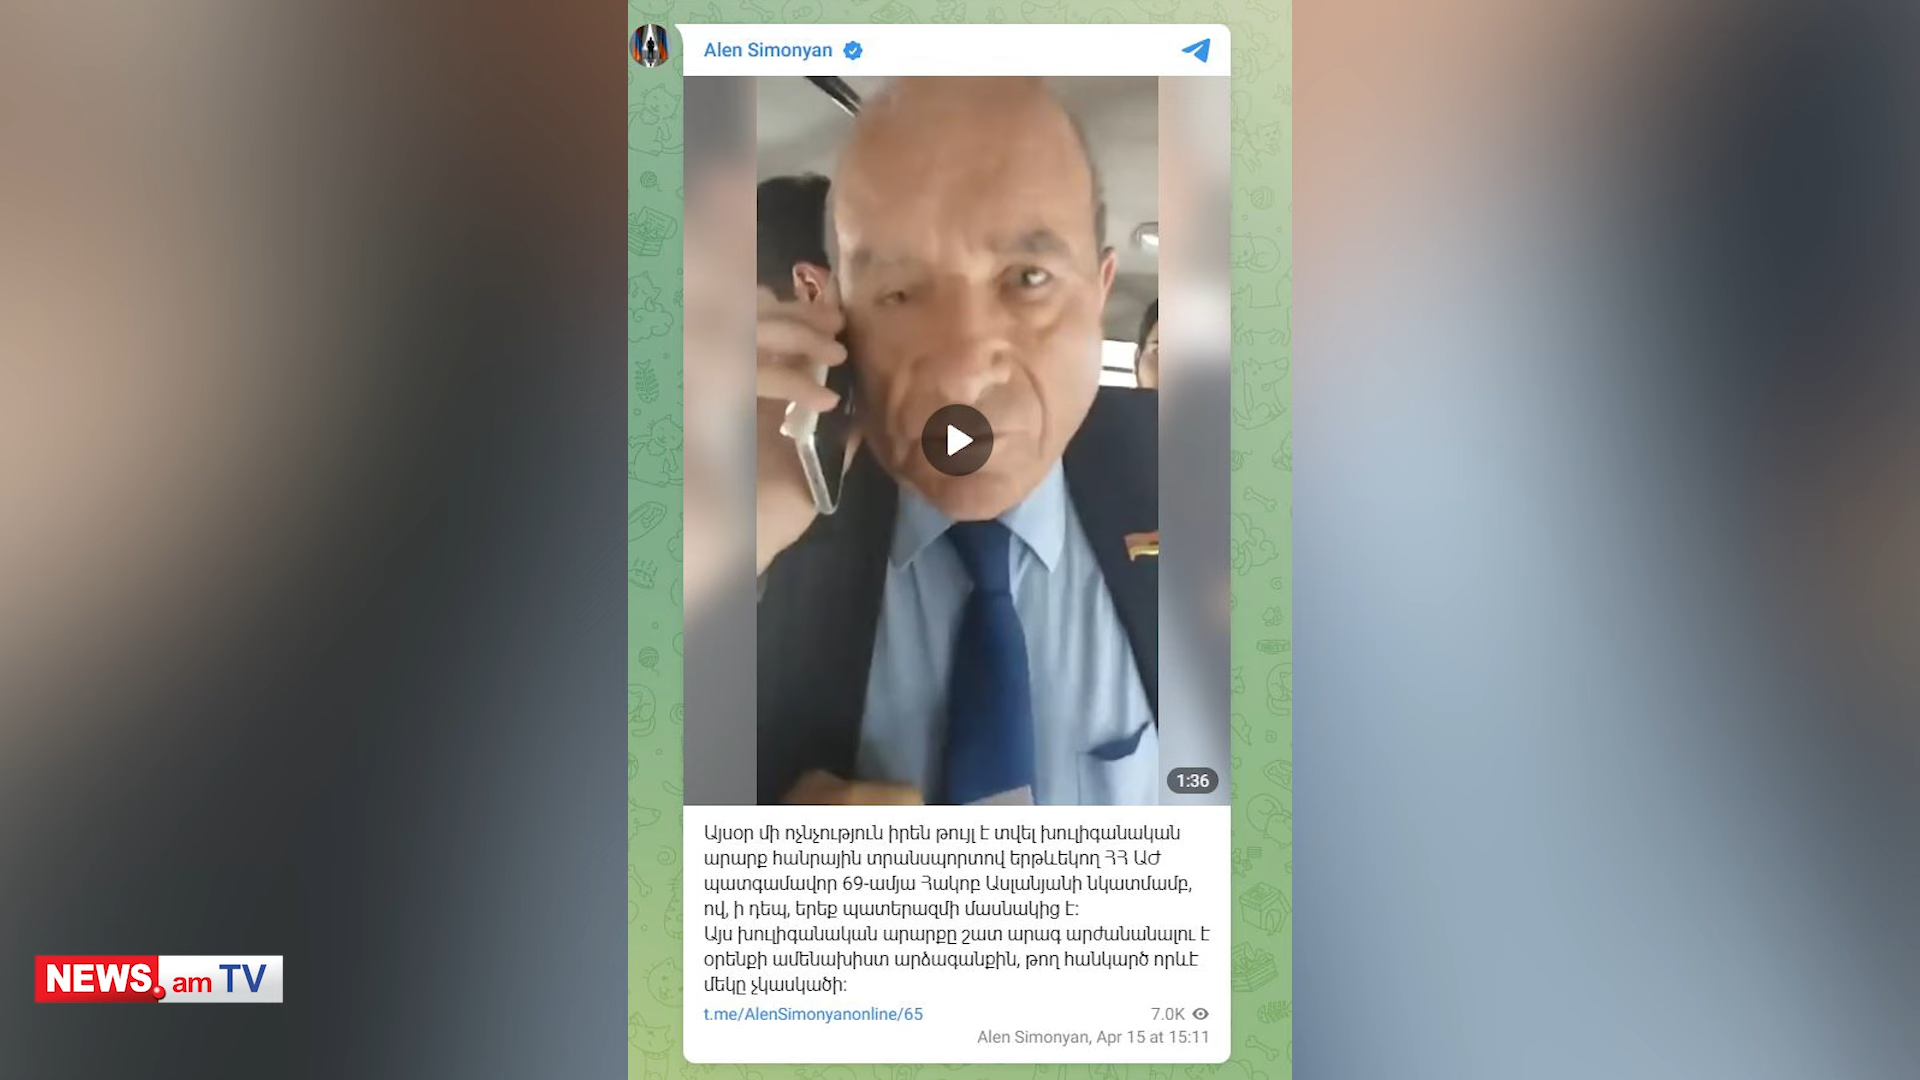 Alen Simonyan
1:36
Այսօր մի ոչնչություն իրեն թույլ է տվել խուլիգանական
արարք հանրային տրանսպորտով երթևեկող ՀՀ ԱԺ
պատգամավոր 69-ամյա Հակոբ Ասլանյանի նկատմամբ,
ով, ի դեպ, երեք պատերազմի մասնակից է:
Այս խուլիգանական արարքը շատ արագ արժանանալու է
օրենքի ամենախիստ արձագանքին, թող հանկարծ որևէ
մեկը չկասկածի:
t.me/AlenSimonyanonline/65
7.0K
Alen Simonyan, Apr 15 at 15:11
NEWS.am TV